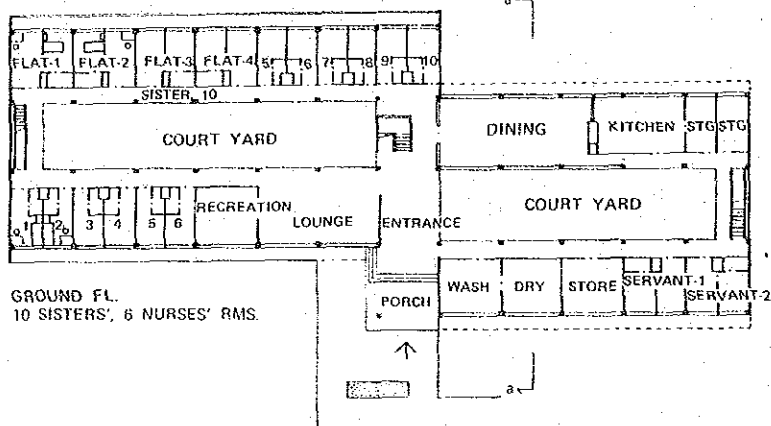 a
FLAT-1 FLAT-2 FLAT-3 FLAT-4 5 6 7 8 9 10
SISTER, 10
COURT YARD
DINING
KITCHEN
STG STG
1 2 3 4 5 6
RECREATION
LOUNGE
ENTRANCE
COURT YARD
PORCH
WASH
DRY
STORE
SERVANT-1
SERVANT-2
GROUND FL.
10 SISTERS', 6 NURSES' RMS.
a